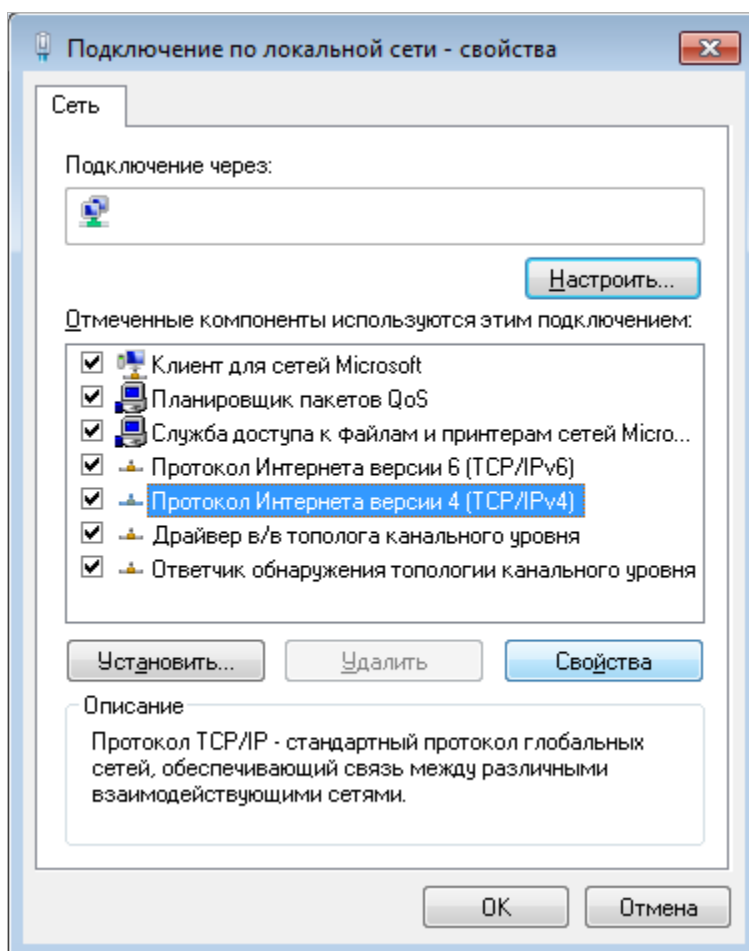 Подключение по локальной сети - свойства
Сеть
Подключение через:
Настроить...
Отмеченные компоненты используются этим подключением:
Клиент для сетей Microsoft
Планировщик пакетов QoS
Служба доступа к файлам и принтерам сетей Micro...
Протокол Интернета версии 6 (TCP/IPv6)
Протокол Интернета версии 4 (TCP/IPv4)
Драйвер в/в тополога канального уровня
Ответчик обнаружения топологии канального уровня
Установить... Удалить Свойства
Описание
Протокол TCP/IP - стандартный протокол глобальных
сетей, обеспечивающий связь между различными
взаимодействующими сетями.
OK Отмена